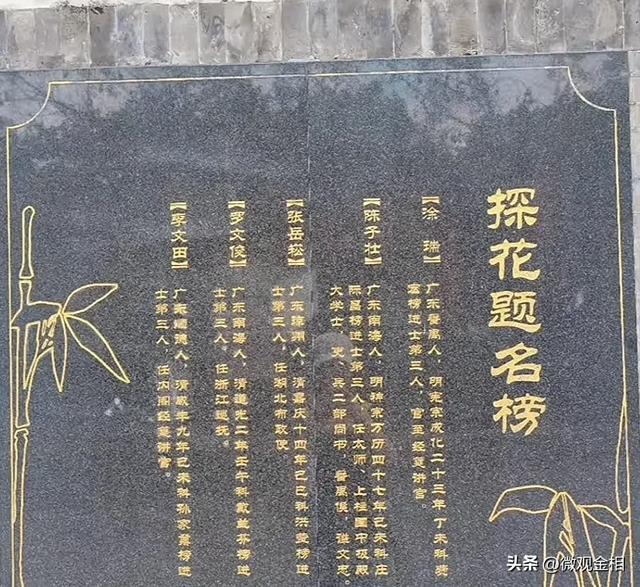 探花题名榜
【涂 瑞】
广东番禺人，明宪宗成化二十三年丁未科费
宏榜进士第三人，官至经筵讲官。
【陈子壮】
广东南海人，明神宗万历四十七年己未科庄
际昌榜进士第三人，任太师、上柱国中极殿
大学士、吏、兵二部尚书，番禺侯，谥文忠。
【张岳崧】
广东琼州人，清嘉庆十四年己巳科洪莹榜进
士第三人，任湖北布政使
【罗文俊】
广东南海人，清道光二年壬午科戴兰芬榜进
士第三人。任浙江巡抚。
【李文田】
广东顺德人，清咸丰九年己未科孙家鼐榜进
士第三人，任内阁经筵讲官。
头条 @微观金相